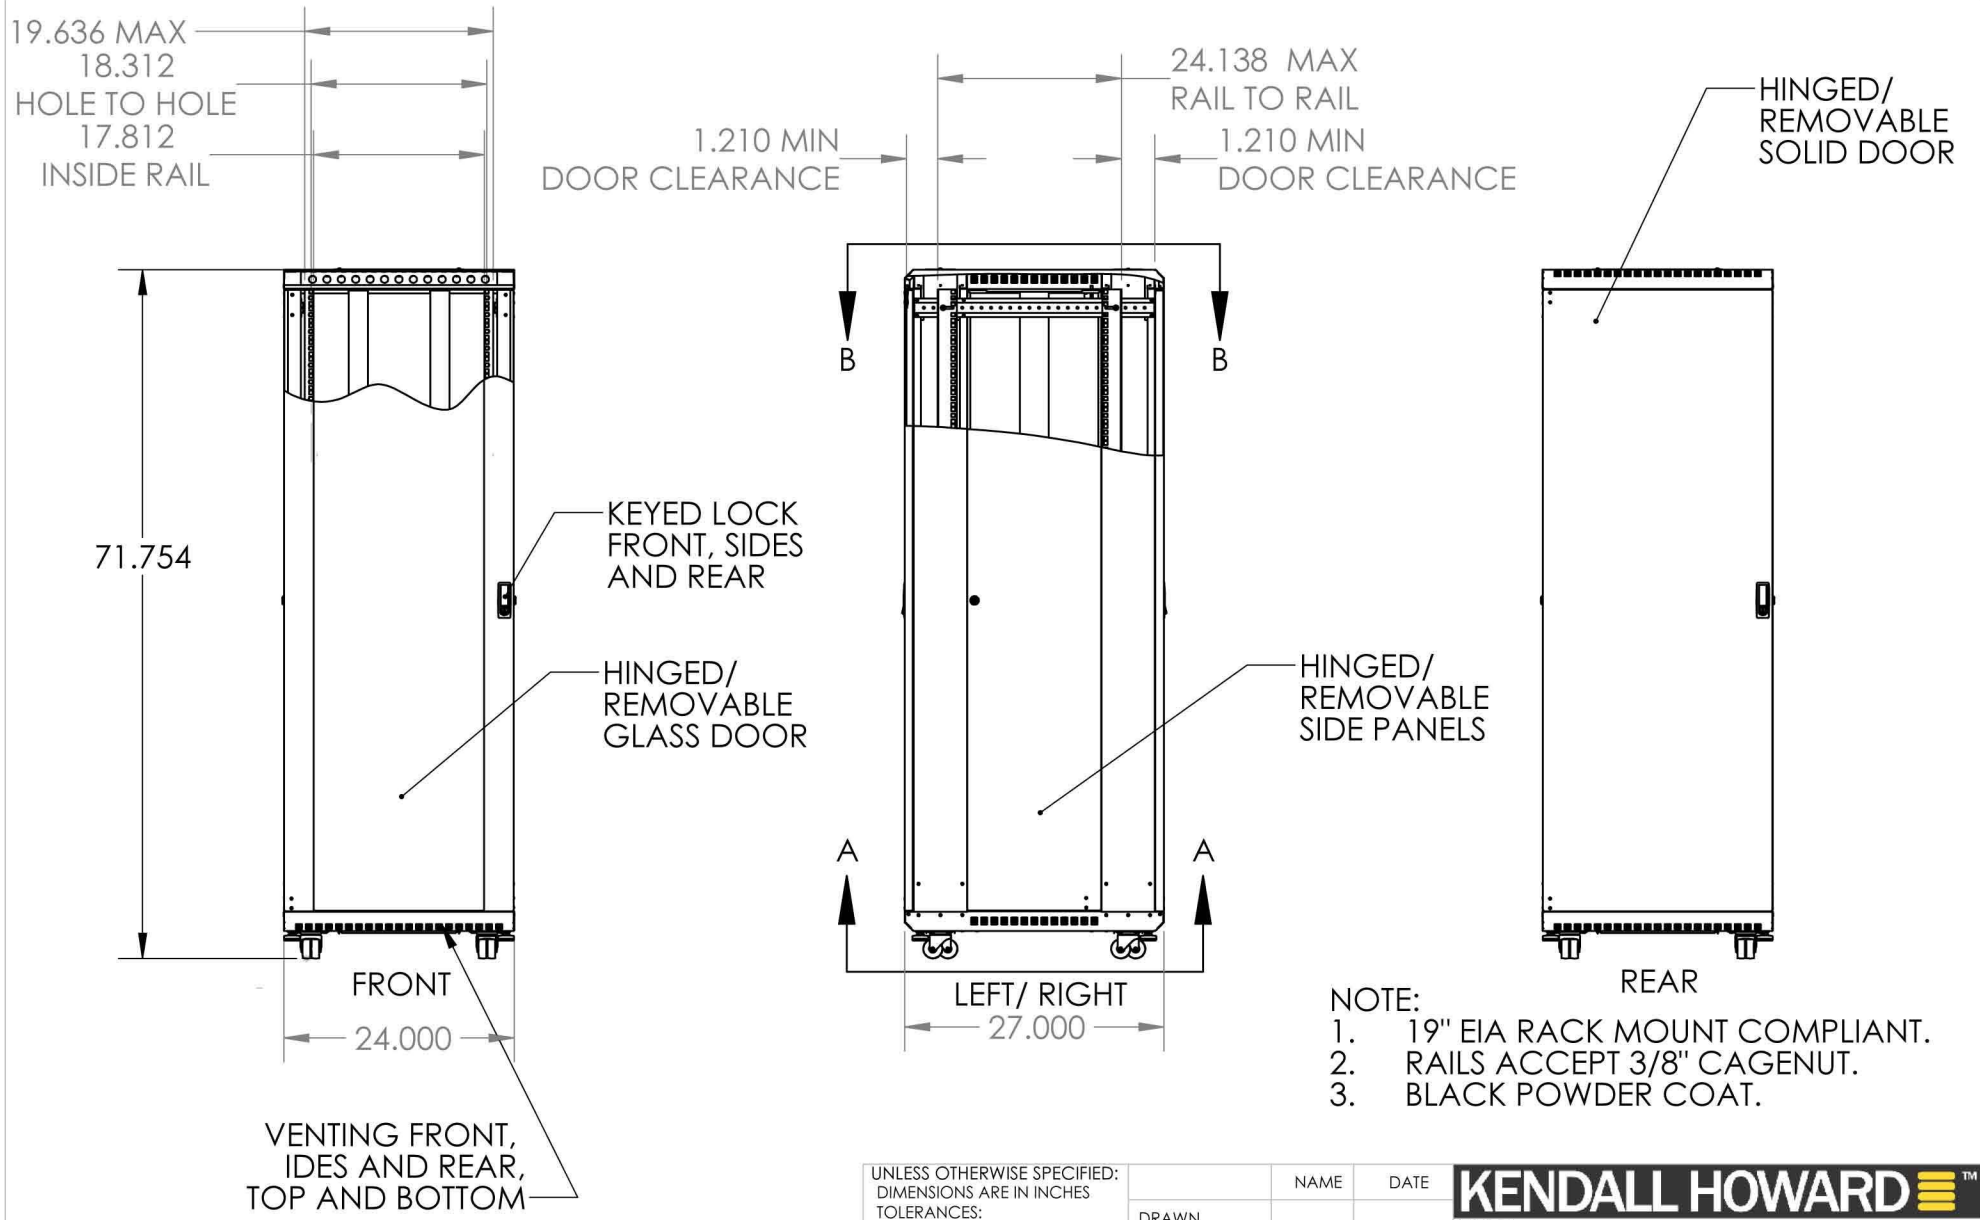 19.636 MAX
18.312
HOLE TO HOLE
17.812
INSIDE RAIL
24.138 MAX
RAIL TO RAIL
1.210 MIN
DOOR CLEARANCE
1.210 MIN
DOOR CLEARANCE
HINGED/
REMOVABLE
SOLID DOOR
B
B
71.754
KEYED LOCK
FRONT, SIDES
AND REAR
HINGED/
REMOVABLE
GLASS DOOR
HINGED/
REMOVABLE
SIDE PANELS
A
A
FRONT
24.000
LEFT/ RIGHT
27.000
REAR
NOTE:
1. 19" EIA RACK MOUNT COMPLIANT.
2. RAILS ACCEPT 3/8" CAGENUT.
3. BLACK POWDER COAT.
VENTING FRONT,
IDES AND REAR,
TOP AND BOTTOM
UNLESS OTHERWISE SPECIFIED:
DIMENSIONS ARE IN INCHES
TOLERANCES:
NAME DATE
DRAWN
KENDALL HOWARD TM